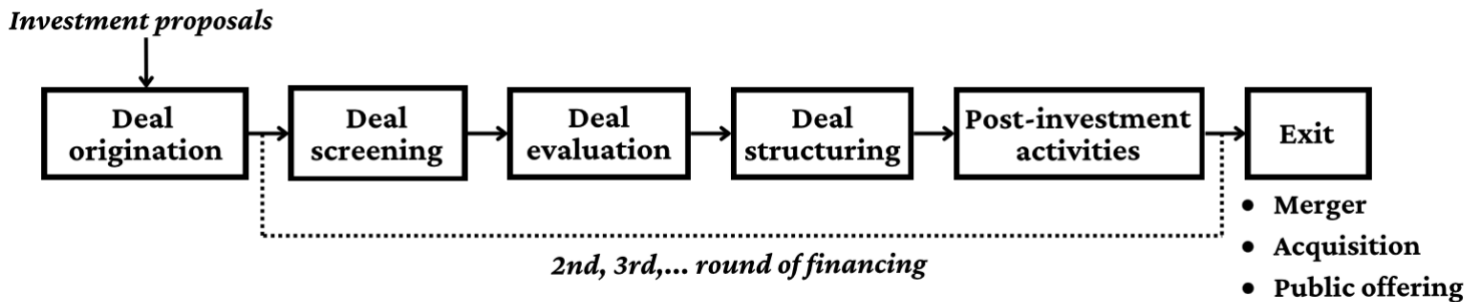 Investment proposals
Deal
origination
Deal
screening
Deal
evaluation
Deal
structuring
Post-investment
activities
Exit
• Merger
• Acquisition
• Public offering
2nd, 3rd,... round of financing